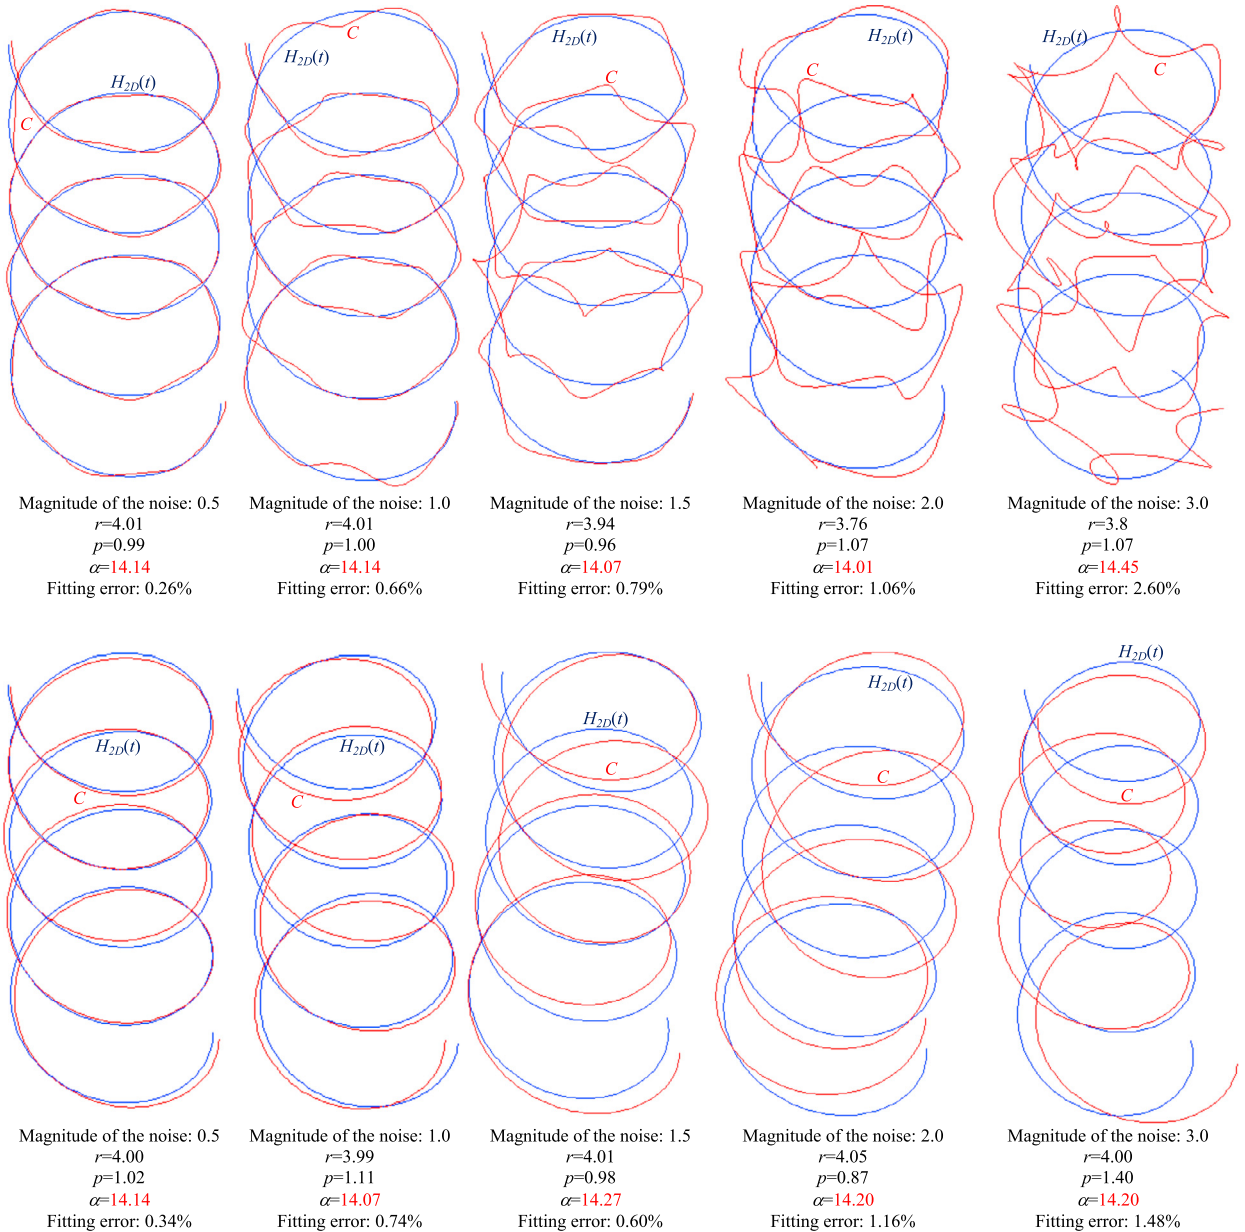 H2D(t)
C
Magnitude of the noise: 0.5
r=4.01
p=0.99
α=14.14
Fitting error: 0.26%
C
H2D(t)
Magnitude of the noise: 1.0
r=4.01
p=1.00
α=14.14
Fitting error: 0.66%
H2D(t)
C
Magnitude of the noise: 1.5
r=3.94
p=0.96
α=14.07
Fitting error: 0.79%
H2D(t)
C
Magnitude of the noise: 2.0
r=3.76
p=1.07
α=14.01
Fitting error: 1.06%
H2D(t)
C
Magnitude of the noise: 3.0
r=3.8
p=1.07
α=14.45
Fitting error: 2.60%
H2D(t)
C
Magnitude of the noise: 0.5
r=4.00
p=1.02
α=14.14
Fitting error: 0.34%
H2D(t)
C
Magnitude of the noise: 1.0
r=3.99
p=1.11
α=14.07
Fitting error: 0.74%
H2D(t)
C
Magnitude of the noise: 1.5
r=4.01
p=0.98
α=14.27
Fitting error: 0.60%
H2D(t)
C
Magnitude of the noise: 2.0
r=4.05
p=0.87
α=14.20
Fitting error: 1.16%
H2D(t)
C
Magnitude of the noise: 3.0
r=4.00
p=1.40
α=14.20
Fitting error: 1.48%